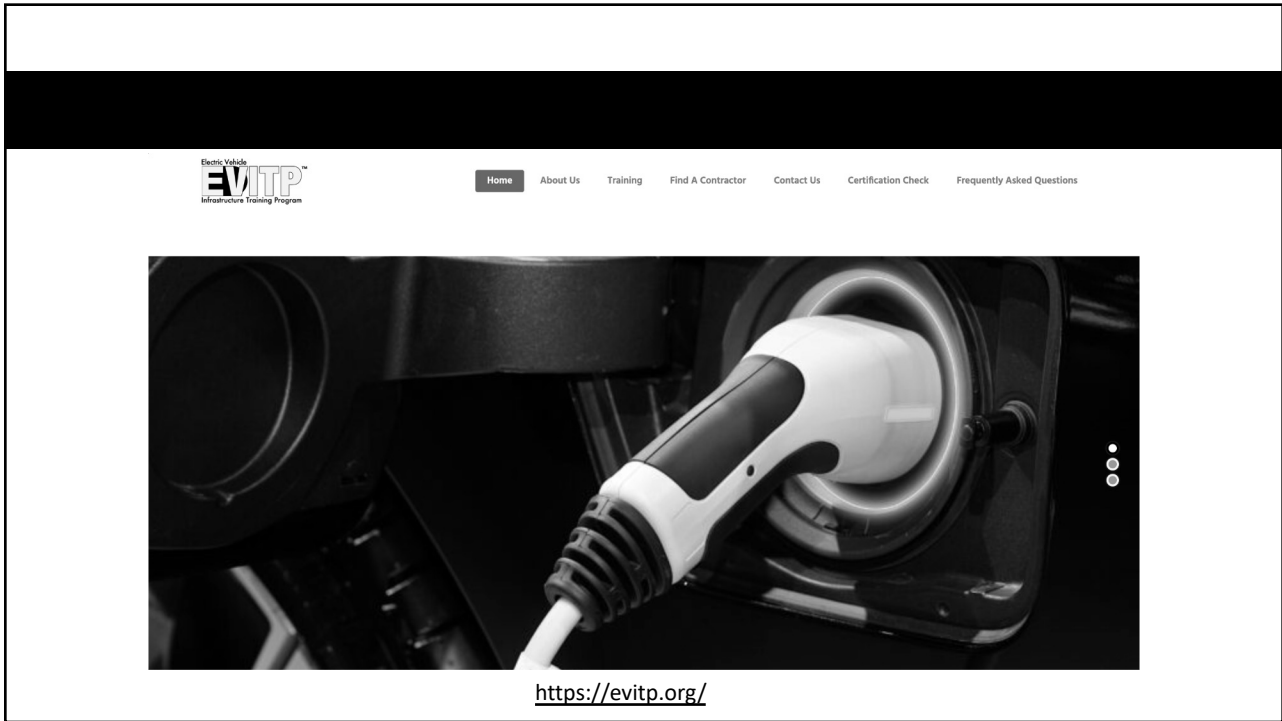 Electric Vehicle
EVITP™
Infrastructure Training Program
Home About Us Training Find A Contractor Contact Us Certification Check Frequently Asked Questions
https://evitp.org/